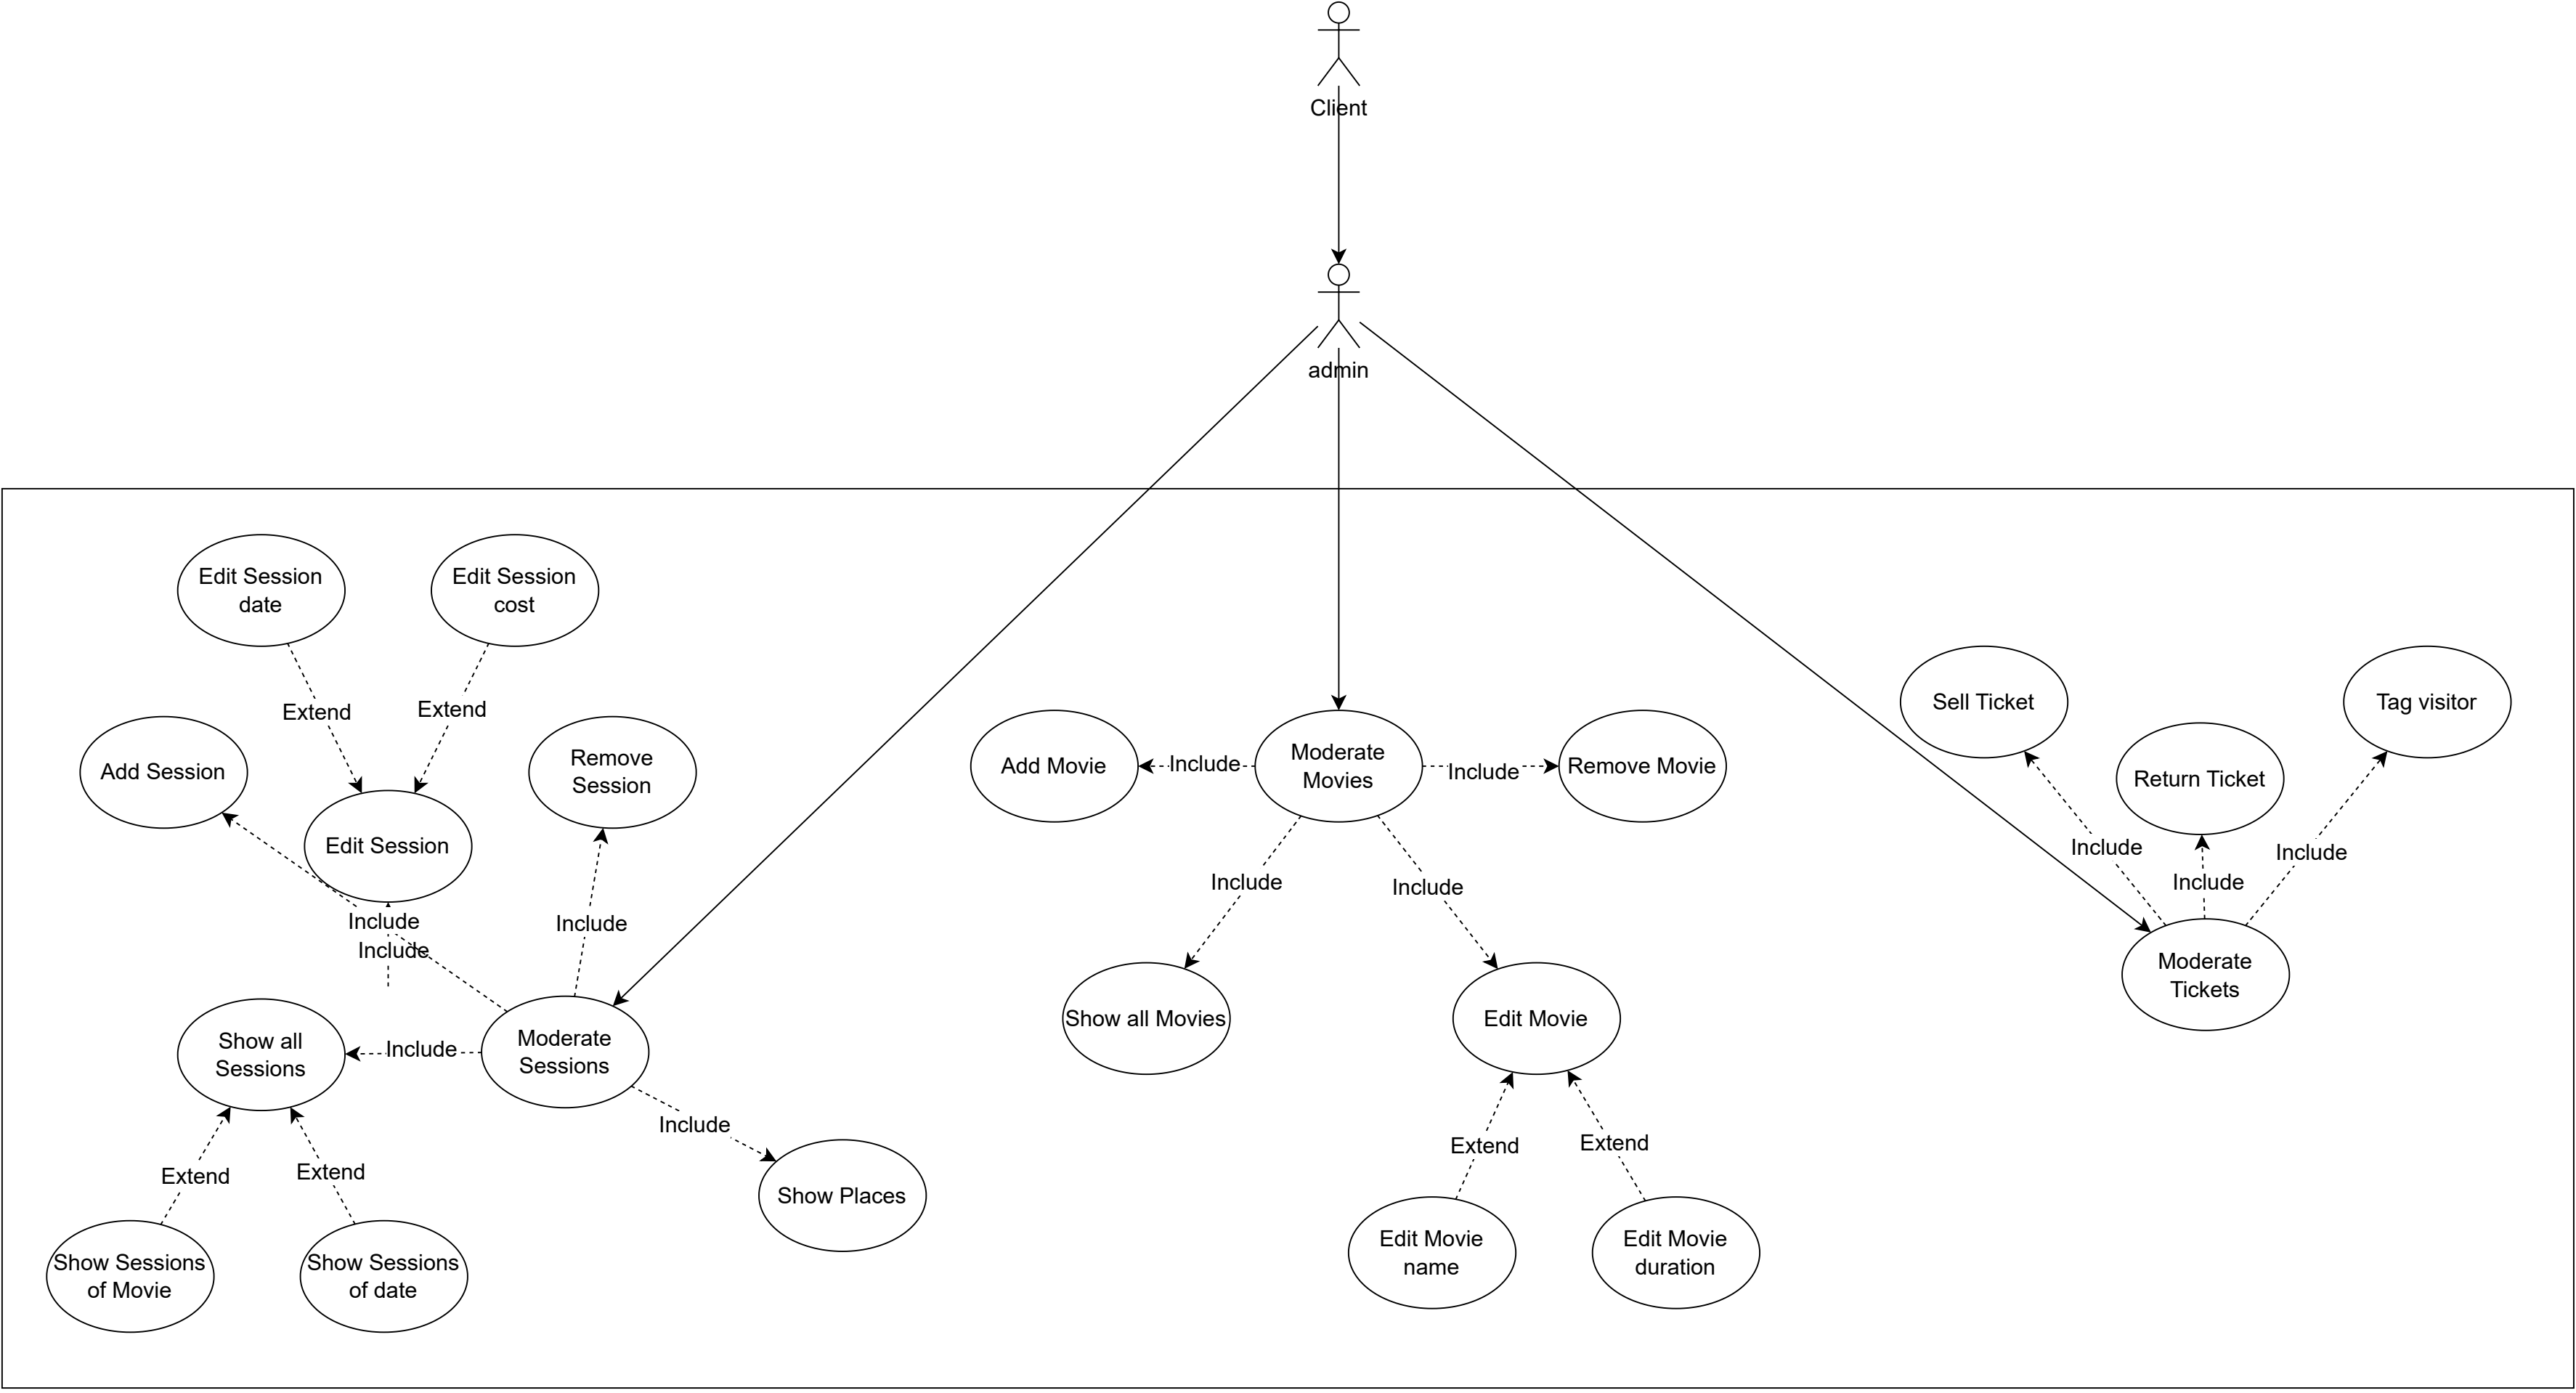 Client
admin
Edit Session
date
Edit Session
cost
Extend
Extend
Add Session
Remove
Session
Edit Session
Include
Include
Include
Show all
Sessions
Include
Moderate
Sessions
Include
Show Places
Extend
Extend
Show Sessions
of Movie
Show Sessions
of date
Add Movie
Include
Moderate
Movies
Include
Remove Movie
Include
Include
Show all Movies
Edit Movie
Extend
Extend
Edit Movie
name
Edit Movie
duration
Sell Ticket
Return Ticket
Tag visitor
Include
Include
Include
Moderate
Tickets